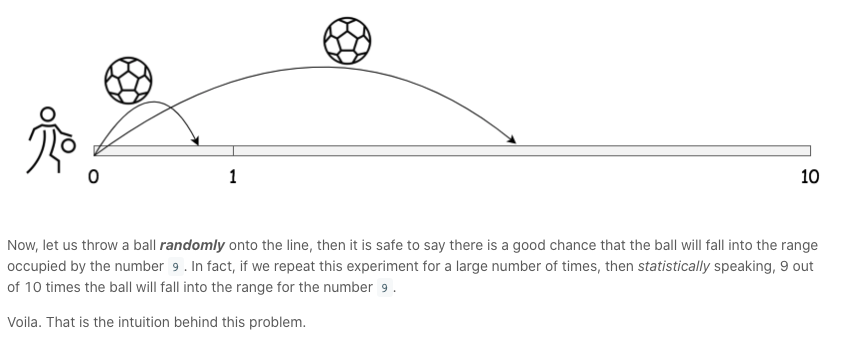 0 1 10
Now, let us throw a ball randomly onto the line, then it is safe to say there is a good chance that the ball will fall into the range
occupied by the number 9 . In fact, if we repeat this experiment for a large number of times, then statistically speaking, 9 out
of 10 times the ball will fall into the range for the number 9 .
Voila. That is the intuition behind this problem.